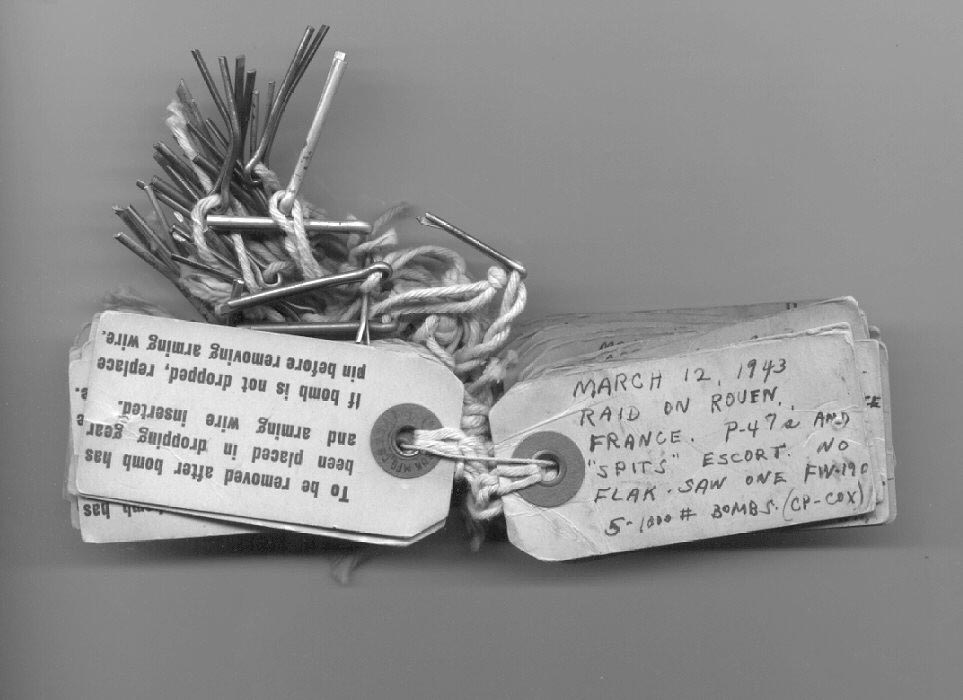 To be removed after bomb has
been placed in dropping gear
and arming wire inserted.
If bomb is not dropped, replace
pin before removing arming wire.
bomb has
MARCH 12, 1943
RAID ON ROUEN,
FRANCE. P-47s AND
"SPITS" ESCORT. NO
FLAK. SAW ONE FW-190
5-1000# BOMBS. (CP-COX)